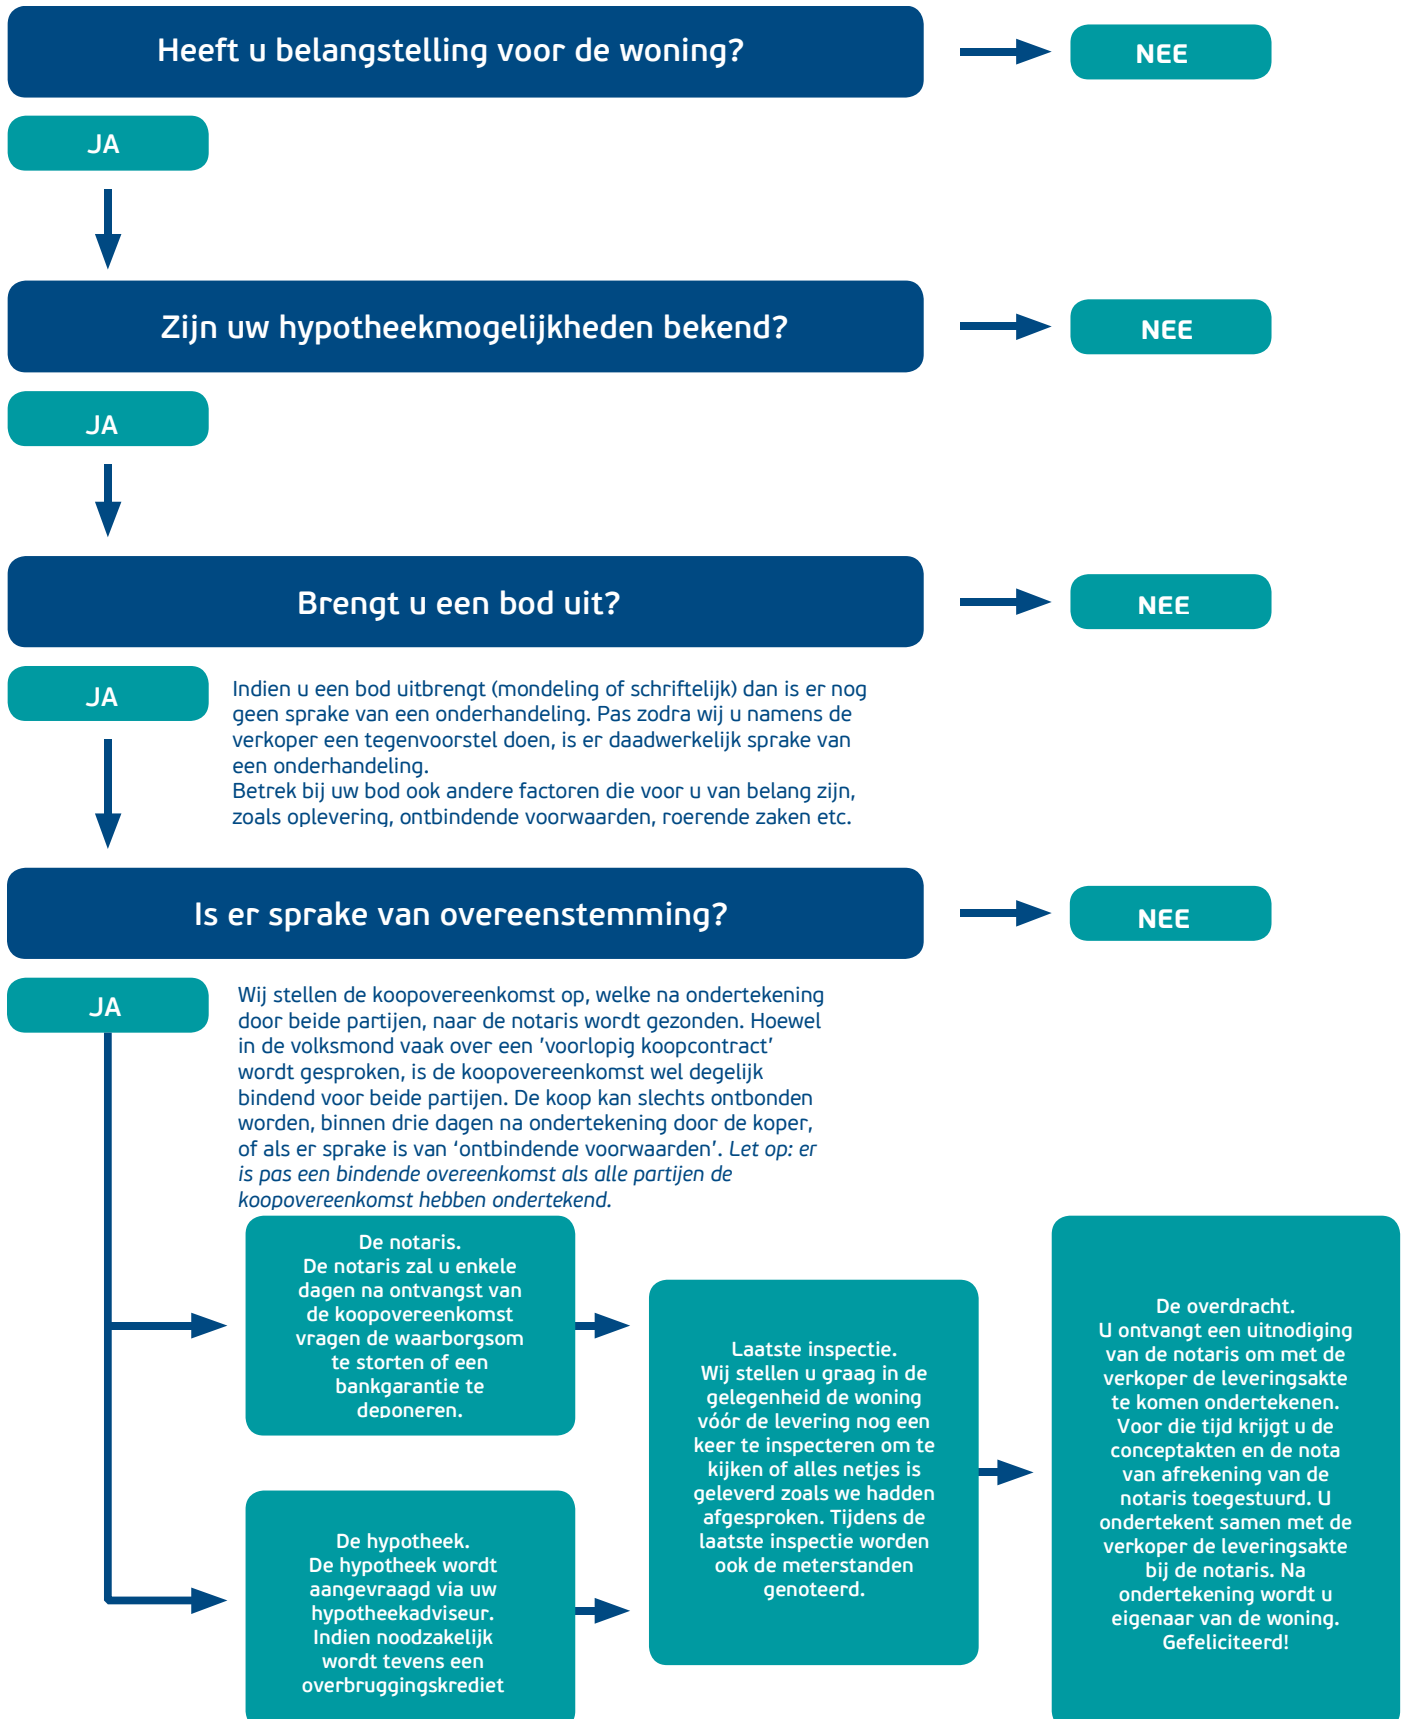 Heeft u belangstelling voor de woning?
NEE
JA
Zijn uw hypotheekmogelijkheden bekend?
NEE
JA
Brengt u een bod uit?
NEE
JA
Indien u een bod uitbrengt (mondeling of schriftelijk) dan is er nog
geen sprake van een onderhandeling. Pas zodra wij u namens de
verkoper een tegenvoorstel doen, is er daadwerkelijk sprake van
een onderhandeling.
Betrek bij uw bod ook andere factoren die voor u van belang zijn,
zoals oplevering, ontbindende voorwaarden, roerende zaken etc.
Is er sprake van overeenstemming?
NEE
JA
Wij stellen de koopovereenkomst op, welke na ondertekening
door beide partijen, naar de notaris wordt gezonden. Hoewel
in de volksmond vaak over een ’voorlopig koopcontract’
wordt gesproken, is de koopovereenkomst wel degelijk
bindend voor beide partijen. De koop kan slechts ontbonden
worden, binnen drie dagen na ondertekening door de koper,
of als er sprake is van ‘ontbindende voorwaarden’. Let op: er
is pas een bindende overeenkomst als alle partijen de
koopovereenkomst hebben ondertekend.
De notaris.
De notaris zal u enkele
dagen na ontvangst van
de koopovereenkomst
vragen de waarborgsom
te storten of een
bankgarantie te
deponeren.
De hypotheek.
De hypotheek wordt
aangevraagd via uw
hypotheekadviseur.
Indien noodzakelijk
wordt tevens een
overbruggingskrediet
Laatste inspectie.
Wij stellen u graag in de
gelegenheid de woning
vóór de levering nog een
keer te inspecteren om te
kijken of alles netjes is
geleverd zoals we hadden
afgesproken. Tijdens de
laatste inspectie worden
ook de meterstanden
genoteerd.
De overdracht.
U ontvangt een uitnodiging
van de notaris om met de
verkoper de leveringsakte
te komen ondertekenen.
Voor die tijd krijgt u de
conceptakten en de nota
van afrekening van de
notaris toegestuurd. U
ondertekent samen met de
verkoper de leveringsakte
bij de notaris. Na
ondertekening wordt u
eigenaar van de woning.
Gefeliciteerd!